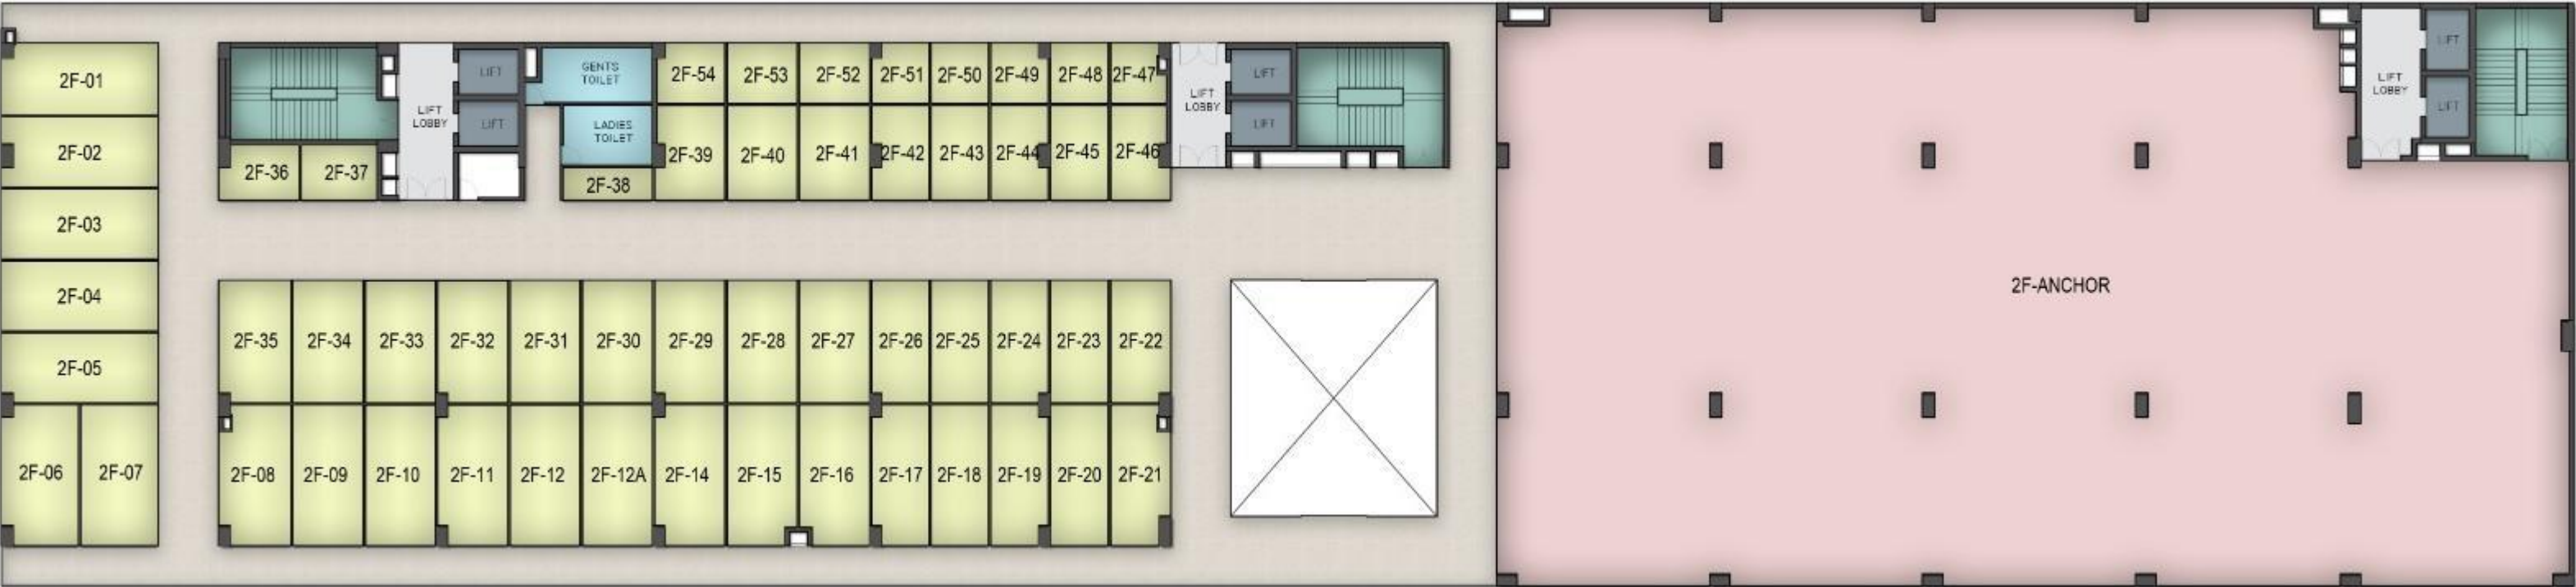 2F-01
2F-02
2F-03
2F-04
2F-05
2F-06 2F-07
LIFT
LOBBY
LIFT
LIFT
GENTS
TOILET
LADIES
TOILET
2F-36 2F-37
2F-38
2F-54 2F-53 2F-52 2F-51 2F-50 2F-49 2F-48 2F-47
2F-39 2F-40 2F-41 2F-42 2F-43 2F-44 2F-45 2F-46
LIFT
LOBBY
LIFT
LIFT
2F-35 2F-34 2F-33 2F-32 2F-31 2F-30 2F-29 2F-28 2F-27 2F-26 2F-25 2F-24 2F-23 2F-22
2F-08 2F-09 2F-10 2F-11 2F-12 2F-12A 2F-14 2F-15 2F-16 2F-17 2F-18 2F-19 2F-20 2F-21
2F-ANCHOR
LIFT
LOBBY
LIFT
LIFT